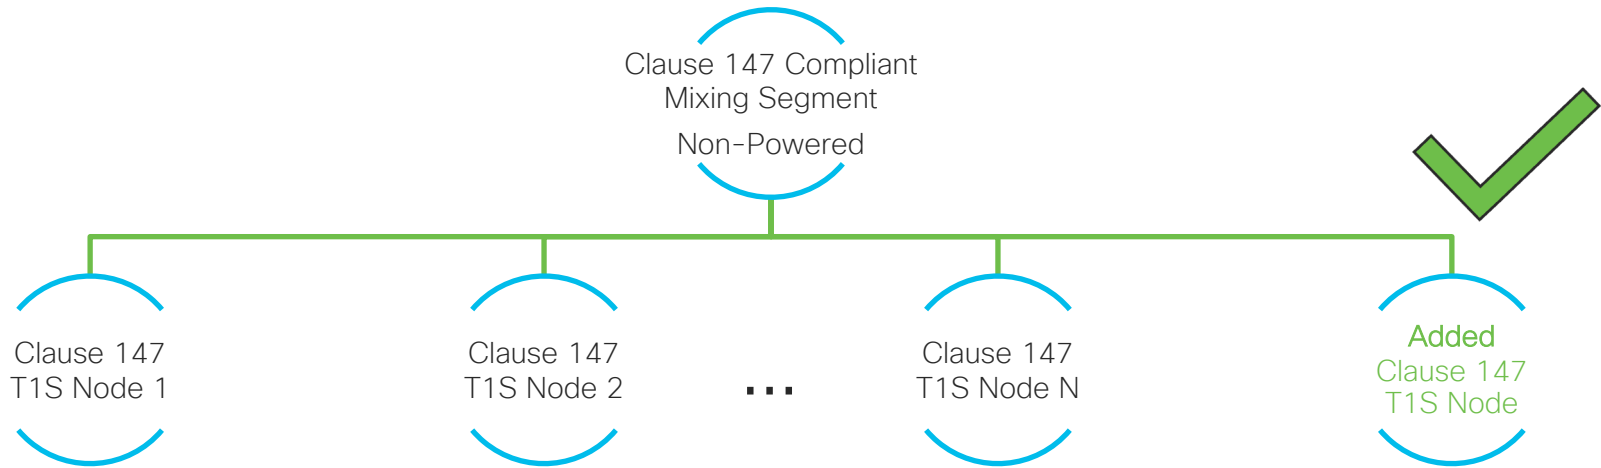 Clause 147 Compliant
Mixing Segment
Non-Powered
Clause 147
T1S Node 1
Clause 147
T1S Node 2
...
Clause 147
T1S Node N
Added
Clause 147
T1S Node